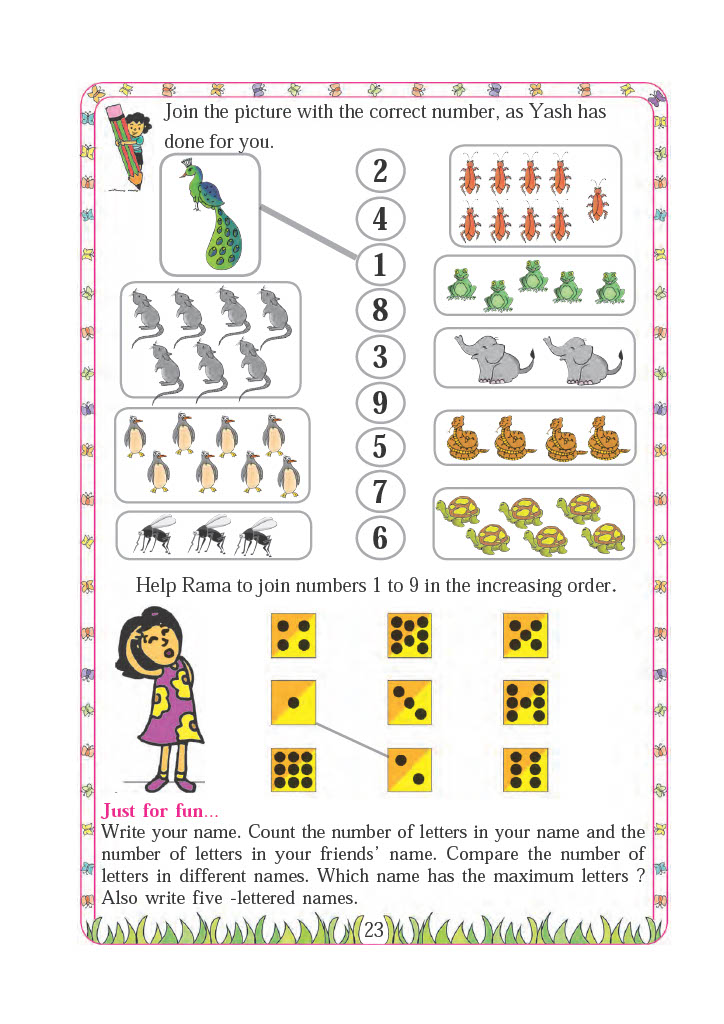 Join the picture with the correct number, as Yash has
done for you.
2
4
1
8
3
9
5
7
6
Help Rama to join numbers 1 to 9 in the increasing order.
Just for fun...
Write your name. Count the number of letters in your name and the
number of letters in your friends’ name. Compare the number of
letters in different names. Which name has the maximum letters ?
Also write five -lettered names.
23